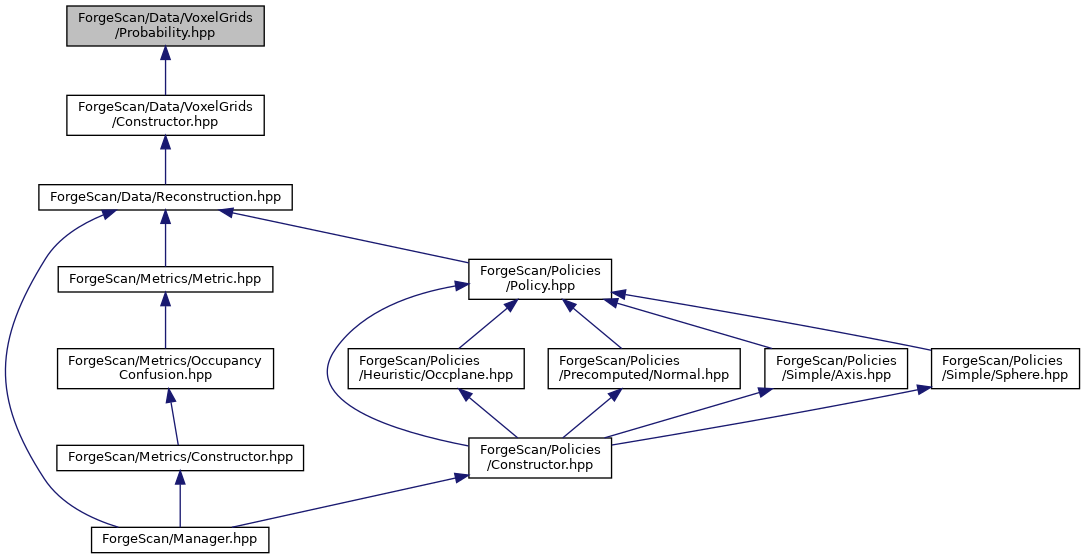 ForgeScan/Data/VoxelGrids
/Probability.hpp
ForgeScan/Data/VoxelGrids
/Constructor.hpp
ForgeScan/Data/Reconstruction.hpp
ForgeScan/Metrics/Metric.hpp
ForgeScan/Policies
/Policy.hpp
ForgeScan/Metrics/Occupancy
Confusion.hpp
ForgeScan/Policies
/Heuristic/Occplane.hpp
ForgeScan/Policies
/Precomputed/Normal.hpp
ForgeScan/Policies
/Simple/Axis.hpp
ForgeScan/Policies
/Simple/Sphere.hpp
ForgeScan/Metrics/Constructor.hpp
ForgeScan/Policies
/Constructor.hpp
ForgeScan/Manager.hpp